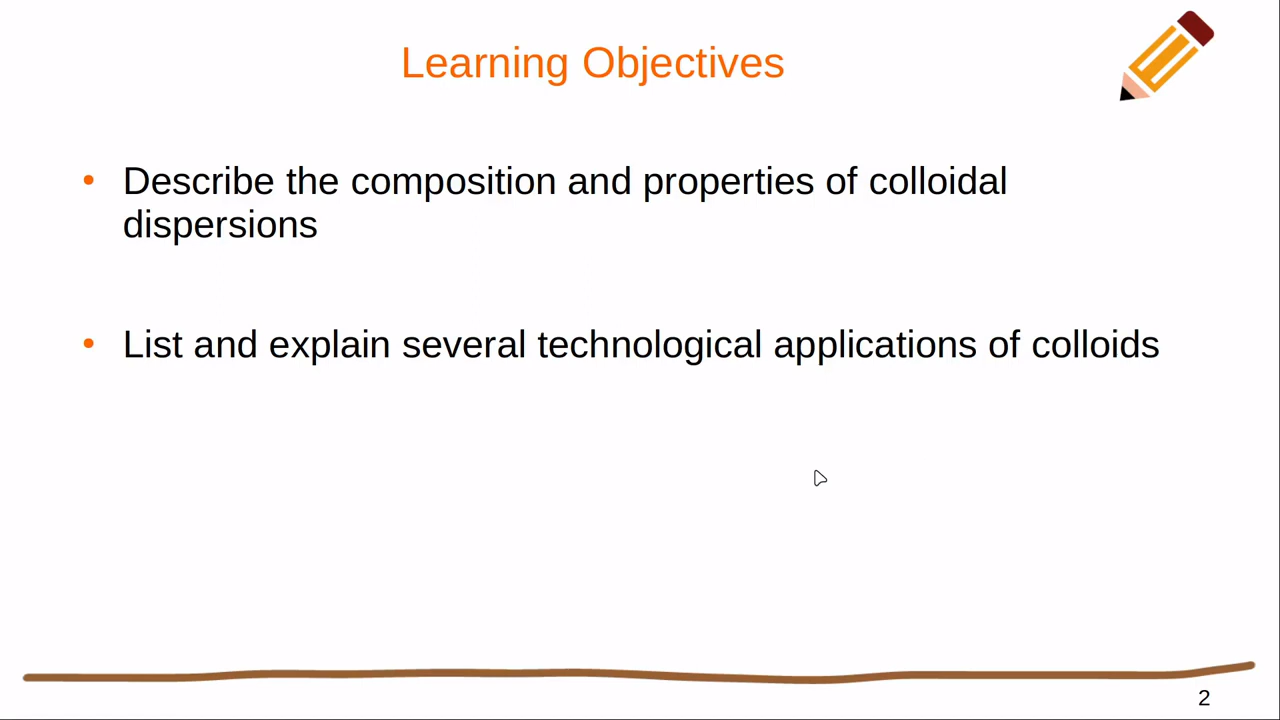 Learning Objectives
• Describe the composition and properties of colloidal
dispersions
• List and explain several technological applications of colloids
2